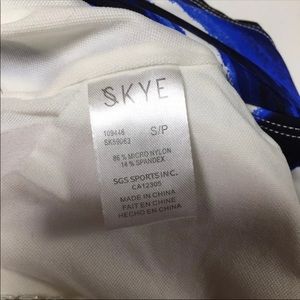 SKYE
109446 S/P
SK59063
86% MICRO NYLON
14% SPANDEX
SGS SPORTS INC.
CA12305
MADE IN CHINA
FAIT EN CHINE
HECHO EN CHINA